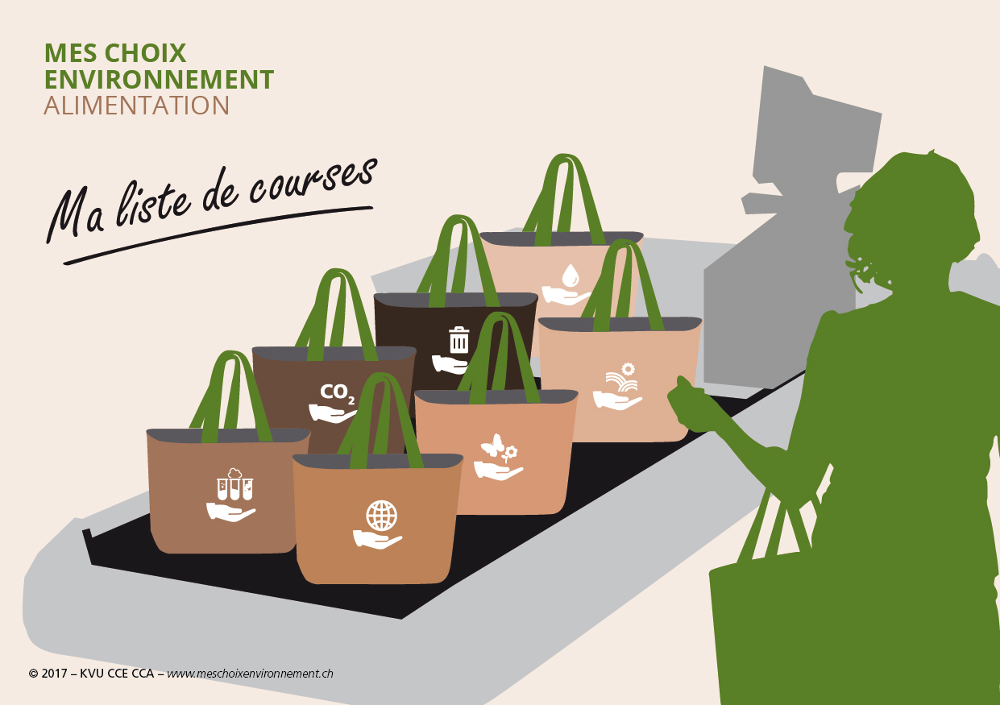 MES CHOIX
ENVIRONNEMENT
ALIMENTATION
Ma liste de courses
CO₂
© 2017 – KVU CCE CCA – www.meschoixenvironnement.ch